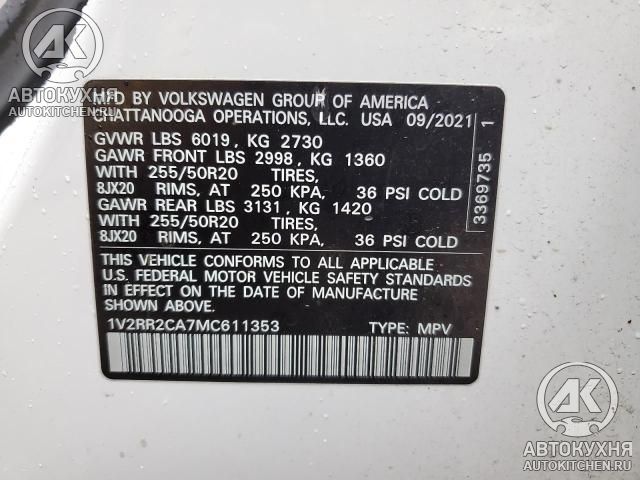 AK
АВТОКУХНЯ
AUTOKITCHEN.RU
MFD BY VOLKSWAGEN GROUP OF AMERICA
CHATTANOOGA OPERATIONS, LLC. USA 09/2021
GVWR LBS 6019, KG 2730
GAWR FRONT LBS 2998, KG 1360
WITH 255/50R20 TIRES,
8JX20 RIMS, AT 250 KPA, 36 PSI COLD
GAWR REAR LBS 3131, KG 1420
WITH 255/50R20 TIRES,
8JX20 RIMS, AT 250 KPA, 36 PSI COLD
3369735 1
THIS VEHICLE CONFORMS TO ALL APPLICABLE
U.S. FEDERAL MOTOR VEHICLE SAFETY STANDARDS
IN EFFECT ON THE DATE OF MANUFACTURE
SHOWN ABOVE.
1V2RR2CA7MC611353 TYPE: MPV
AK
АВТОКУХНЯ
AUTOKITCHEN.RU